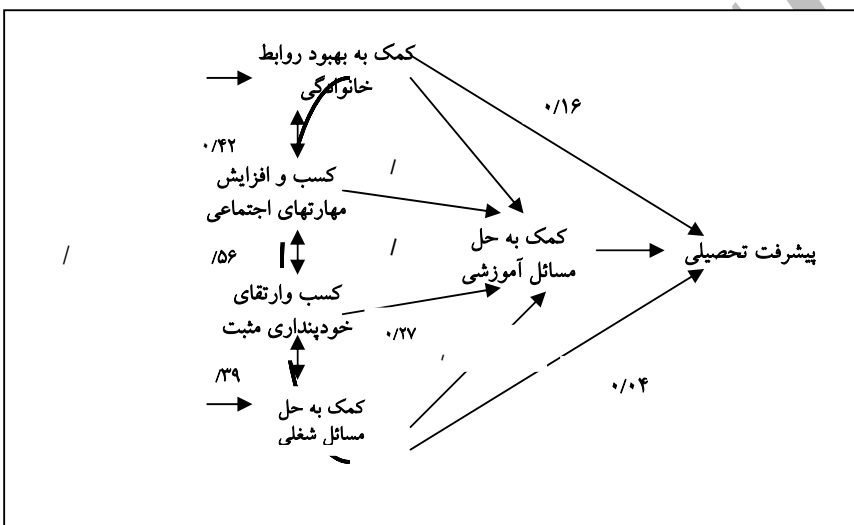 کمک به بهبود روابط
خانوادگی
۰/۱۶
۰/۴۲
کسب و افزایش
مهارتهای اجتماعی
/
کمک به حل
مسائل آموزشی
پیشرفت تحصیلی
/
/۵۶
/
کسب وارتقای
خودپنداری مثبت
۰/۲۷
/
/۳۹
۰/۰۴
کمک به حل
مسائل شغلی